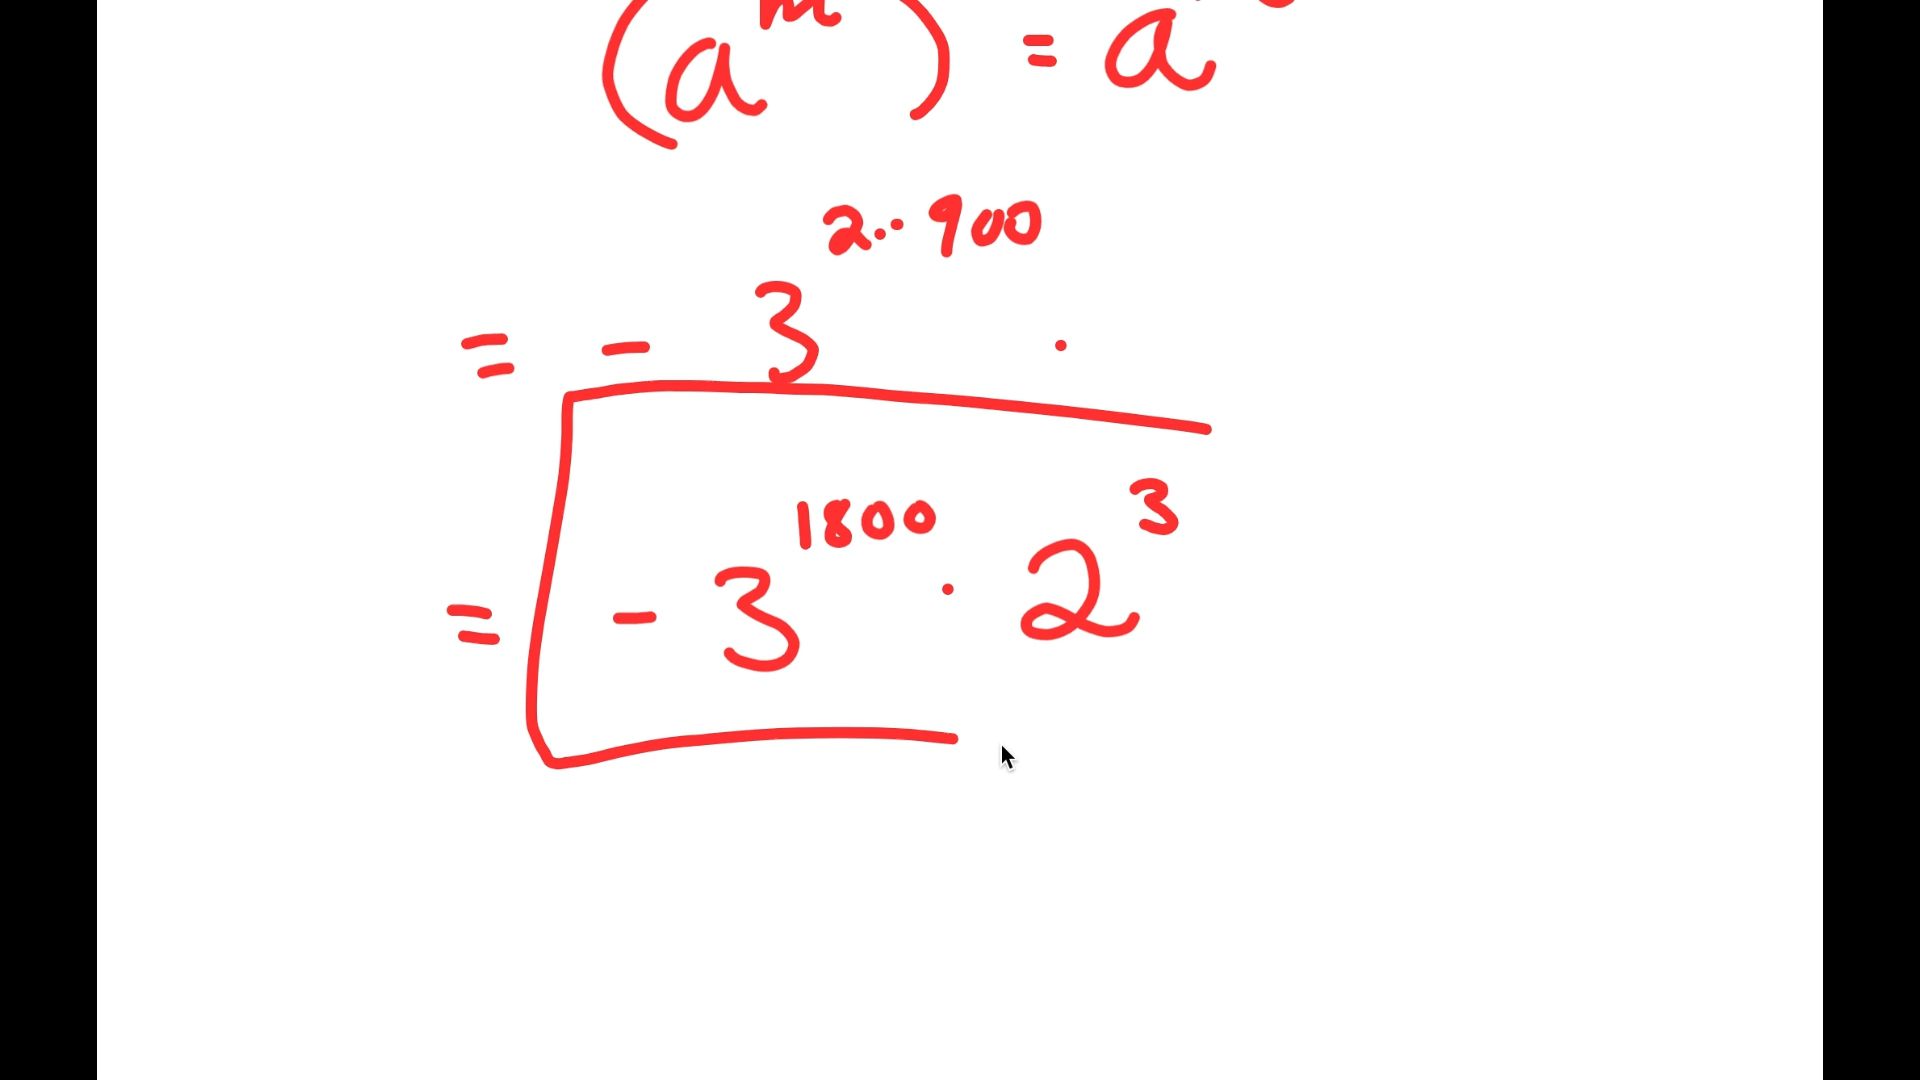 (a^m) = a
= - 3^2··900 ·
= - 3^1800 · 2^3